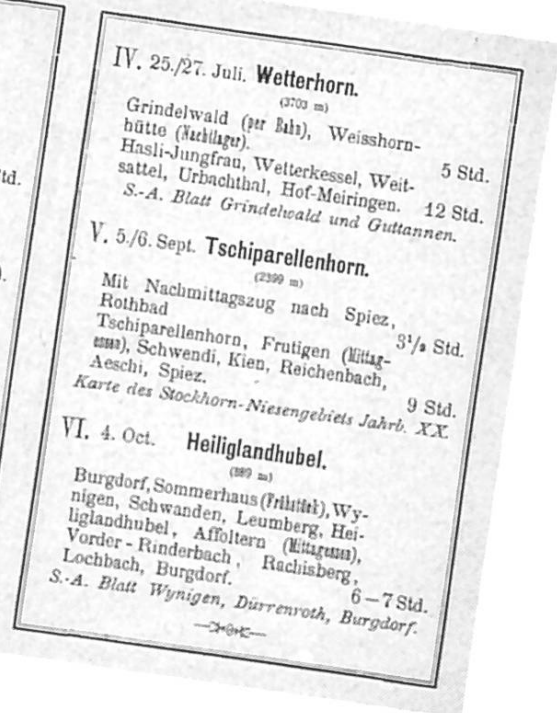 td.
).
IV. 25./27. Juli. Wetterhorn.
(3703 m)
Grindelwald (per Bahn), Weisshorn-
hütte (Nachtlager). 5 Std.
Hasli-Jungfrau, Welterkessel, Weit-
sattel, Urbachthal, Hof-Meiringen. 12 Std.
S.-A. Blatt Grindelwald und Guttannen.
V. 5./6. Sept. Tschiparellenhorn.
(2399 m)
Mit Nachmittagszug nach Spiez,
Rothbad 3½ Std.
Tschiparellenhorn, Frutigen (Mittag-
essen), Schwendi, Kien, Reichenbach,
Aeschi, Spiez. 9 Std.
Karte des Stockhorn-Niesengebiets Jahrb. XX.
VI. 4. Oct. Heiliglandhubel.
(889 m)
Burgdorf, Sommerhaus (Frühstück), Wy-
nigen, Schwanden, Leumberg, Hei-
liglandhubel, Affoltern (Mittagessen),
Vorder-Rinderbach, Rachisberg,
Lochbach, Burgdorf. 6–7 Std.
S.-A. Blatt Wynigen, Dürrenroth, Burgdorf.